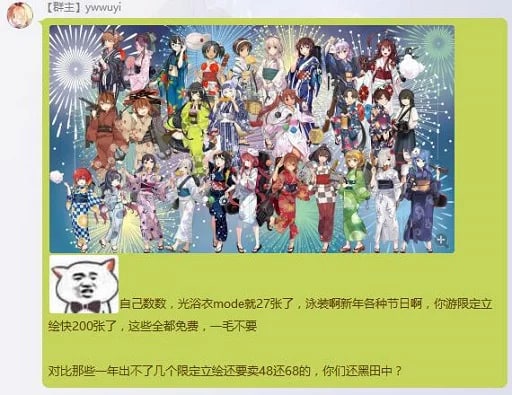 【群主】ywwuyi
自己数数，光浴衣mode就27张了，泳装啊新年各种节日啊，你游限定立
绘快200张了，这些全都免费，一毛不要
对比那些一年出不了几个限定立绘还要卖48还68的，你们还黑田中？